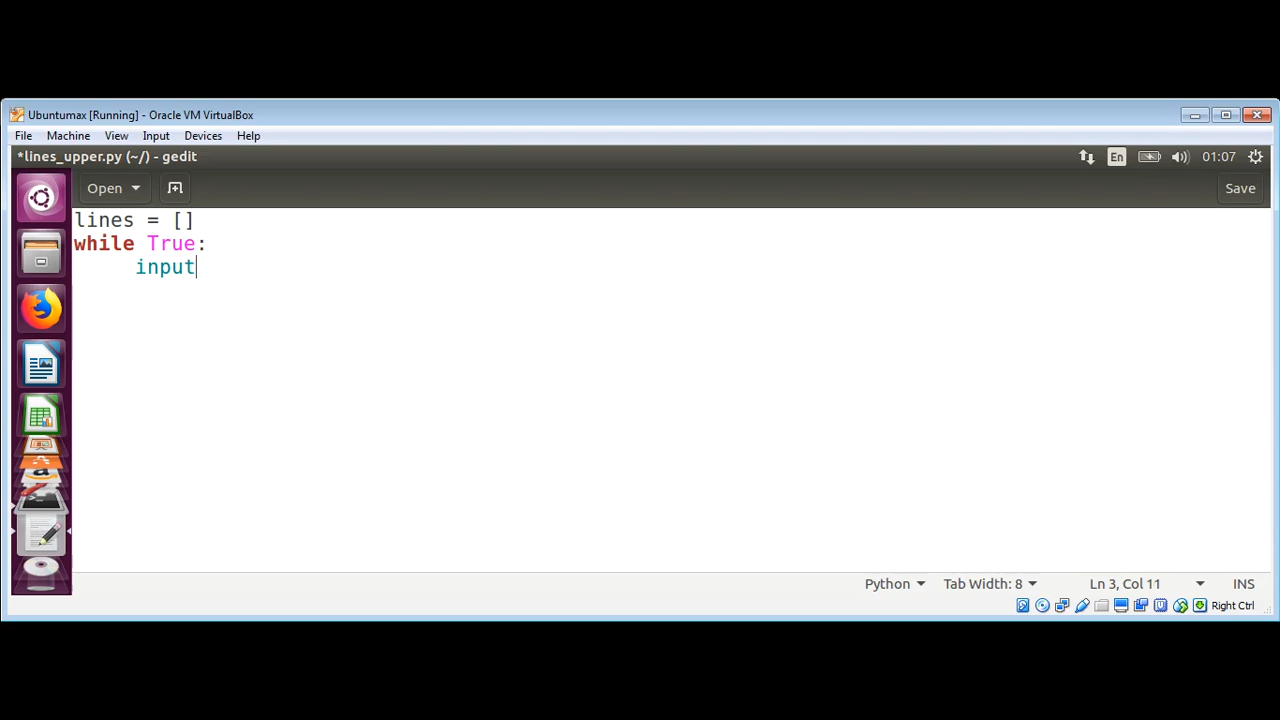 Ubuntumax [Running] - Oracle VM VirtualBox
File Machine View Input Devices Help
*lines_upper.py (~/) - gedit En 01:07
Open Save
lines = []
while True:
     input
Python Tab Width: 8 Ln 3, Col 11 INS
Right Ctrl